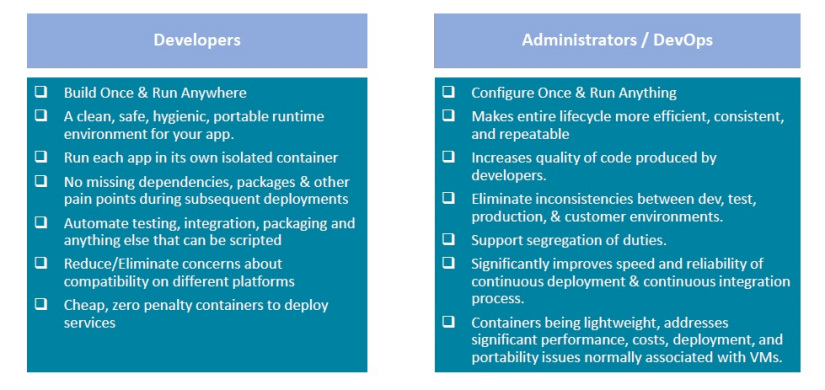 Developers
Build Once & Run Anywhere
A clean, safe, hygienic, portable runtime
environment for your app.
Run each app in its own isolated container
No missing dependencies, packages & other
pain points during subsequent deployments
Automate testing, integration, packaging and
anything else that can be scripted
Reduce/Eliminate concerns about
compatibility on different platforms
Cheap, zero penalty containers to deploy
services
Administrators / DevOps
Configure Once & Run Anything
Makes entire lifecycle more efficient, consistent,
and repeatable
Increases quality of code produced by
developers.
Eliminate inconsistencies between dev, test,
production, & customer environments.
Support segregation of duties.
Significantly improves speed and reliability of
continuous deployment & continuous integration
process.
Containers being lightweight, addresses
significant performance, costs, deployment, and
portability issues normally associated with VMs.